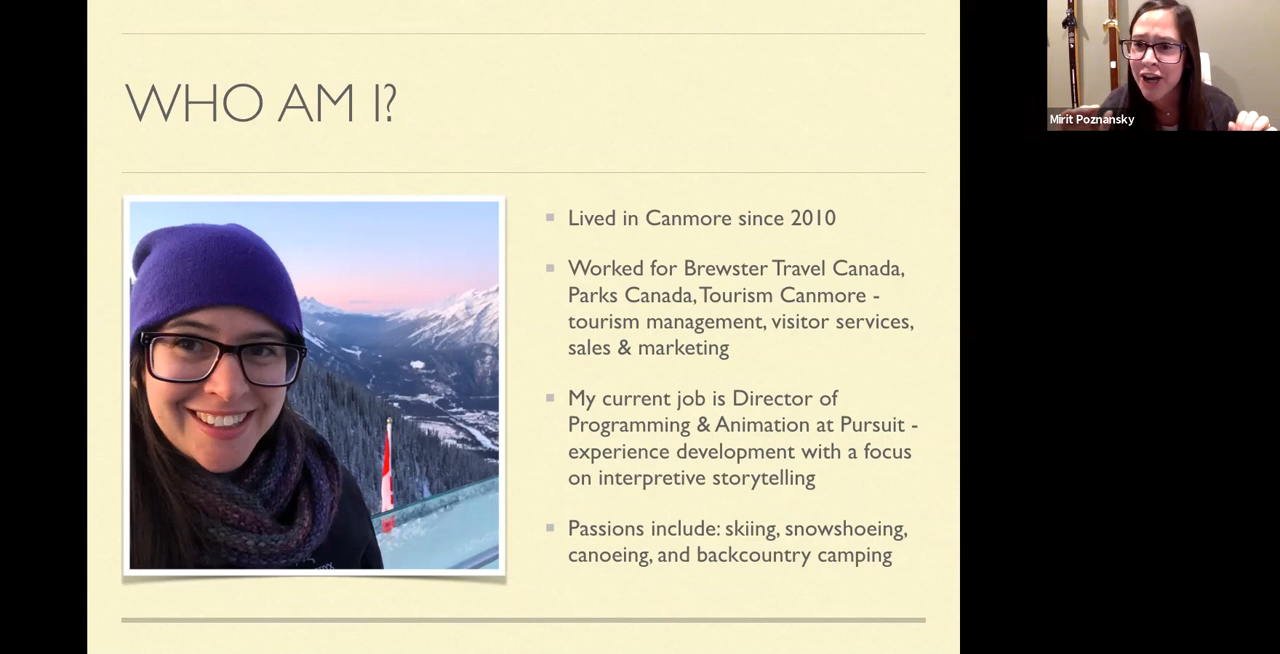 WHO AM I?
Lived in Canmore since 2010
Worked for Brewster Travel Canada,
Parks Canada, Tourism Canmore -
tourism management, visitor services,
sales & marketing
My current job is Director of
Programming & Animation at Pursuit -
experience development with a focus
on interpretive storytelling
Passions include: skiing, snowshoeing,
canoeing, and backcountry camping
Mirit Poznansky